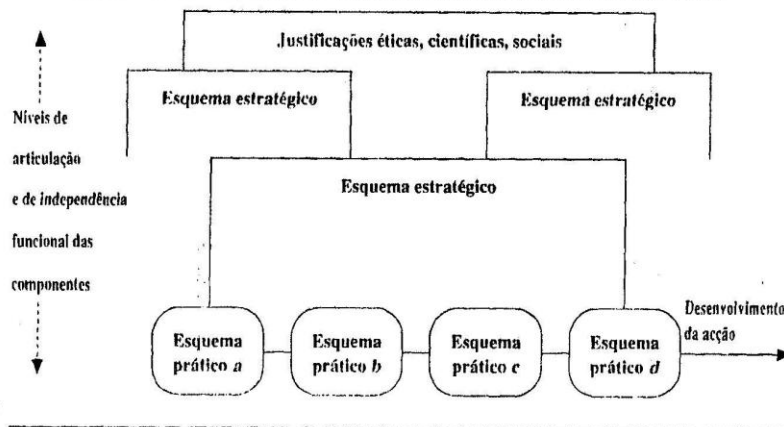 Justificações éticas, científicas, sociais
Esquema estratégico
Esquema estratégico
Níveis de
articulação
e de independência
funcional das
componentes
Esquema estratégico
Esquema
prático a
Esquema
prático b
Esquema
prático c
Esquema
prático d
Desenvolvimento
da acção